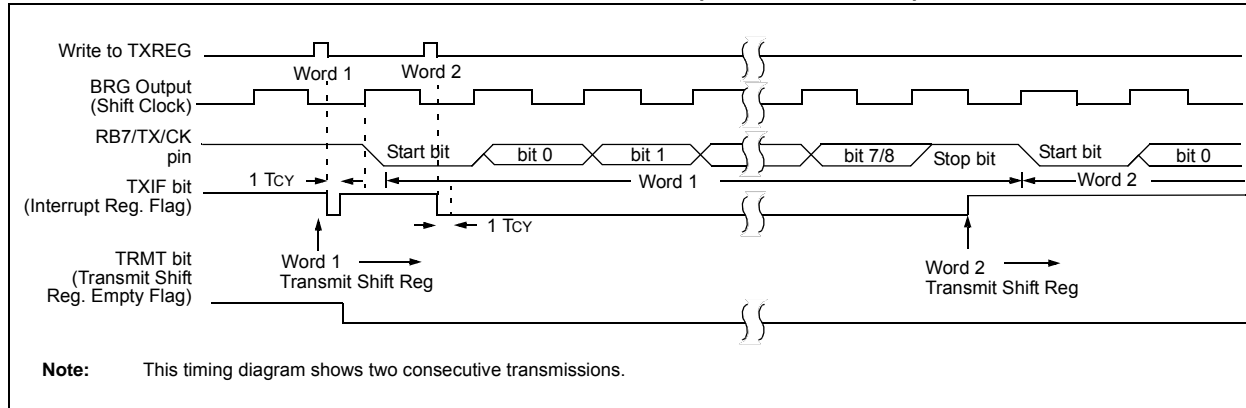 Write to TXREG
Word 1
Word 2
BRG Output
(Shift Clock)
RB7/TX/CK
pin
Start bit
bit 0
bit 1
bit 7/8
Stop bit
Start bit
bit 0
Word 1
Word 2
1 TCY
TXIF bit
(Interrupt Reg. Flag)
1 TCY
TRMT bit
(Transmit Shift
Reg. Empty Flag)
Word 1
Transmit Shift Reg
Word 2
Transmit Shift Reg
Note: This timing diagram shows two consecutive transmissions.